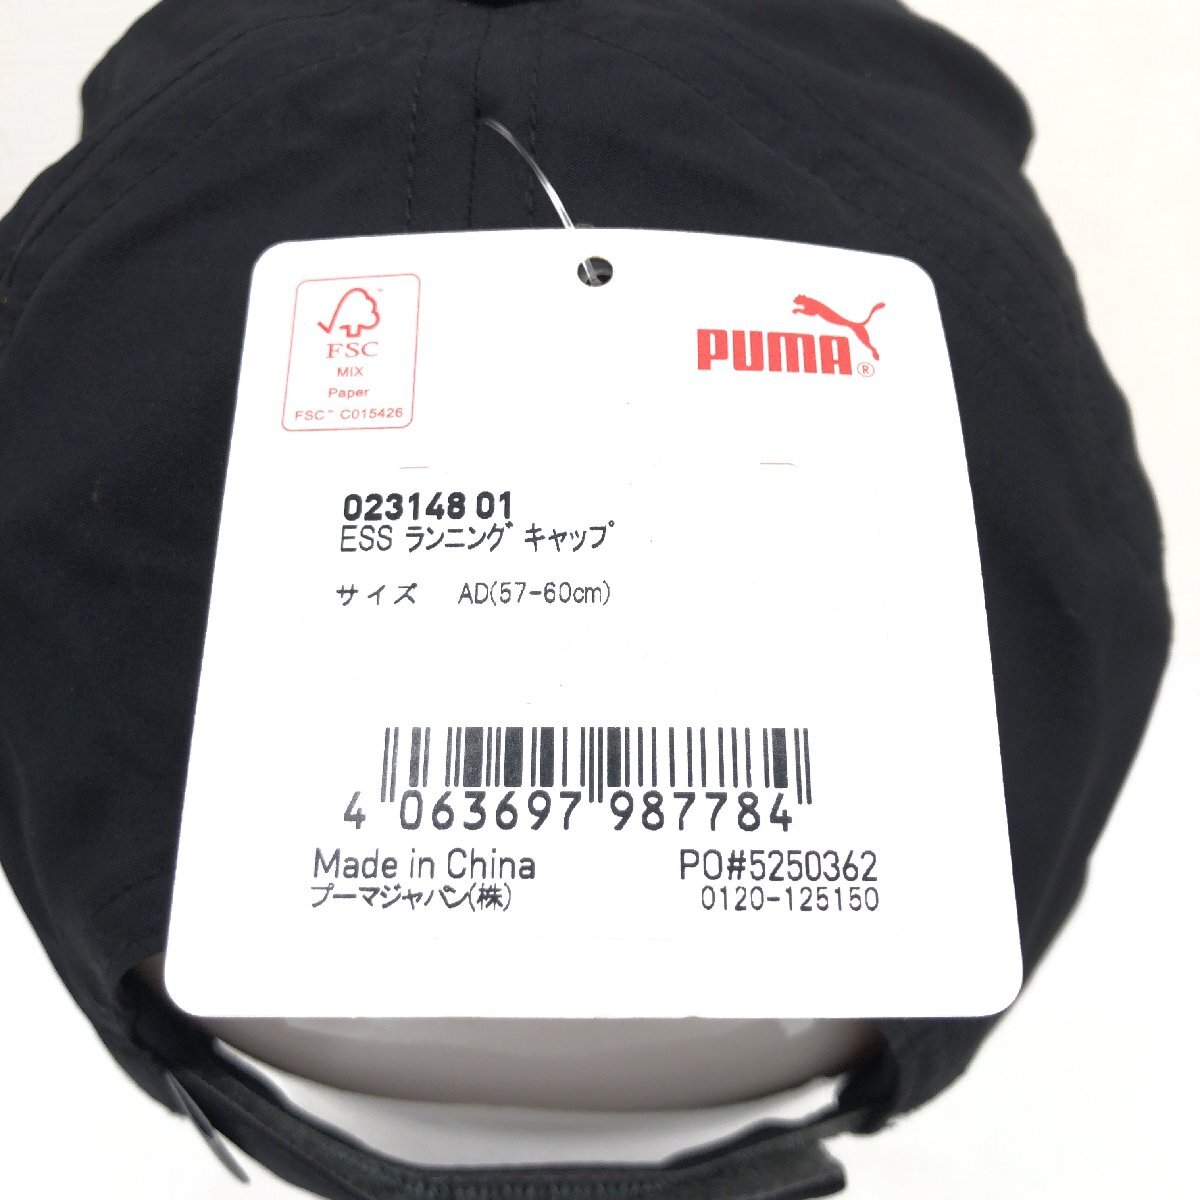 FSC
MIX
Paper
FSC™ C015426
PUMA®
023148 01
ESS ランニング キャップ
サイズ AD(57-60cm)
4 063697 987784
Made in China PO#5250362
プーマジャパン(株) 0120-125150